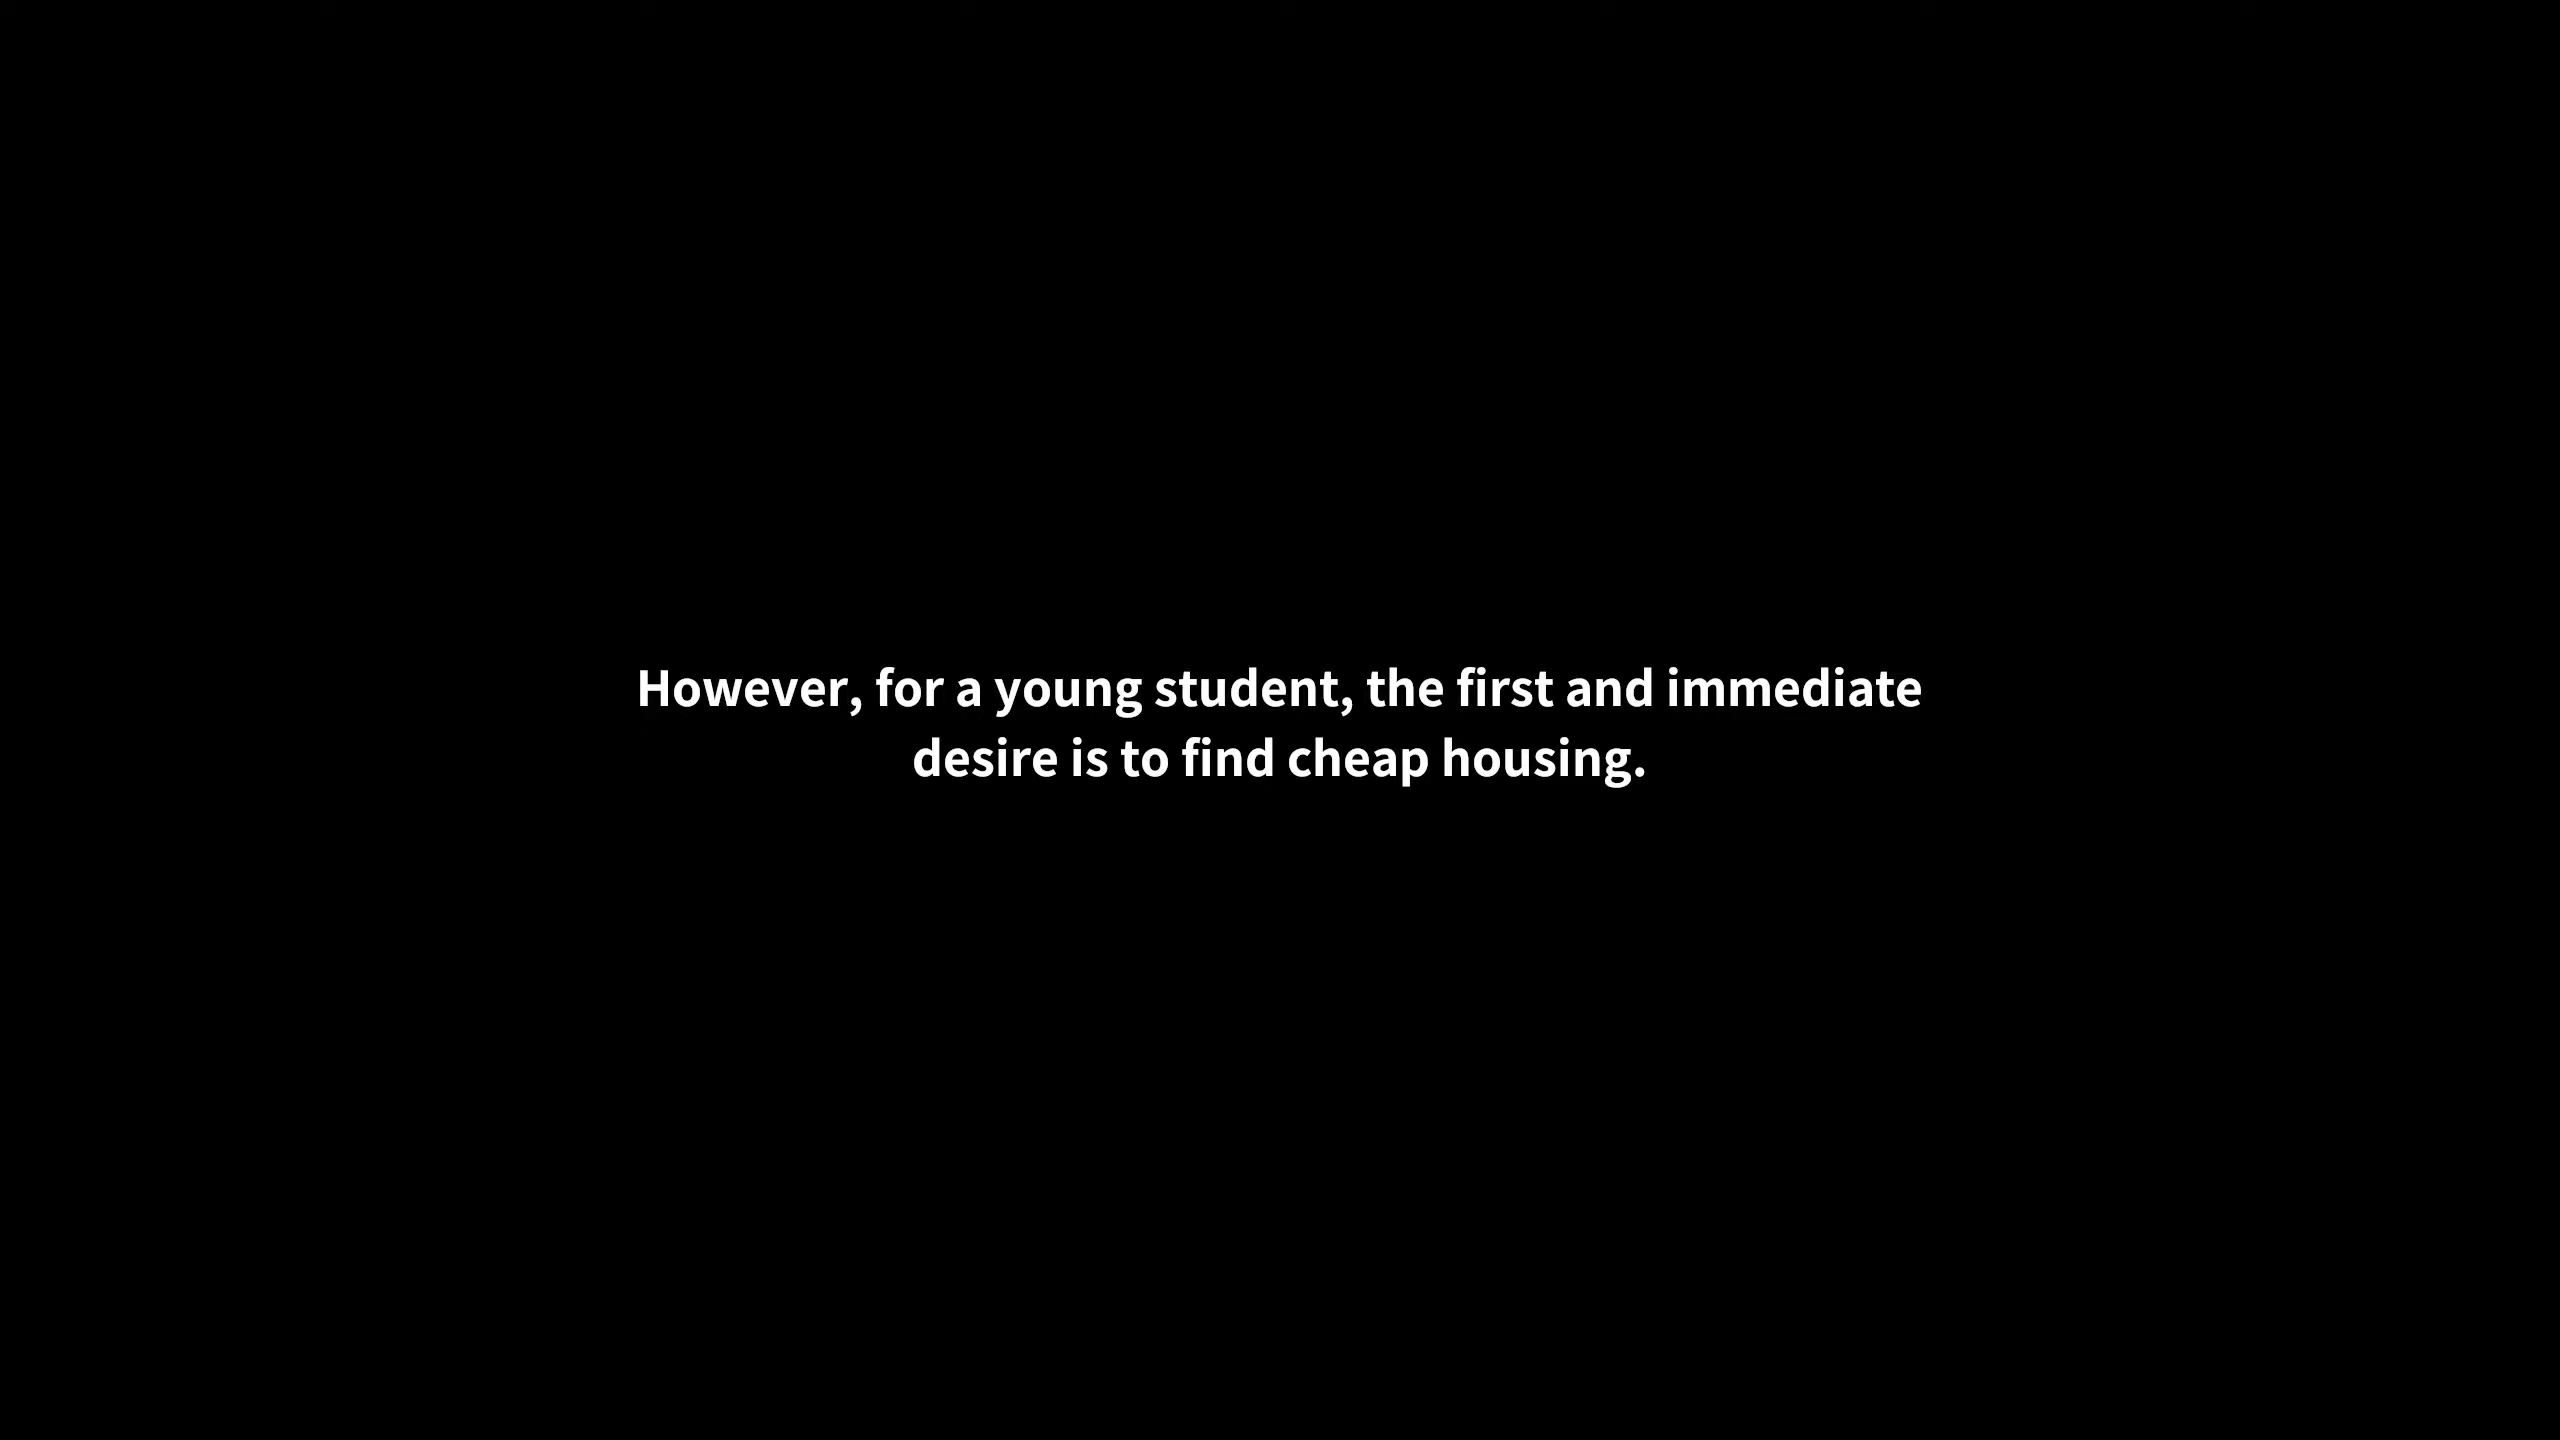 However, for a young student, the first and immediate
desire is to find cheap housing.